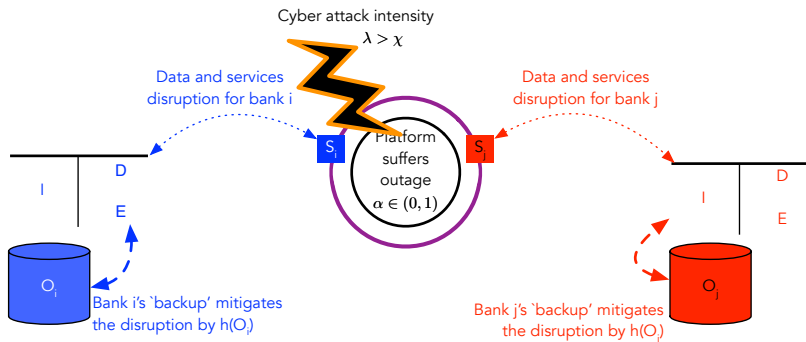 Cyber attack intensity
λ > χ
Data and services
disruption for bank i
Data and services
disruption for bank j
S_i
S_j
Platform
suffers
outage
α ∈ (0, 1)
I
D
E
I
D
E
O_i
O_j
Bank i's `backup' mitigates
the disruption by h(O_i)
Bank j's `backup' mitigates
the disruption by h(O_i)